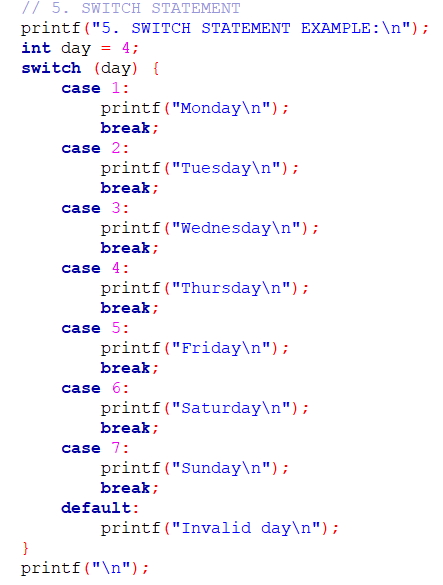 // 5. SWITCH STATEMENT
printf("5. SWITCH STATEMENT EXAMPLE:\n");
int day = 4;
switch (day) {
    case 1:
        printf("Monday\n");
        break;
    case 2:
        printf("Tuesday\n");
        break;
    case 3:
        printf("Wednesday\n");
        break;
    case 4:
        printf("Thursday\n");
        break;
    case 5:
        printf("Friday\n");
        break;
    case 6:
        printf("Saturday\n");
        break;
    case 7:
        printf("Sunday\n");
        break;
    default:
        printf("Invalid day\n");
}
printf("\n");